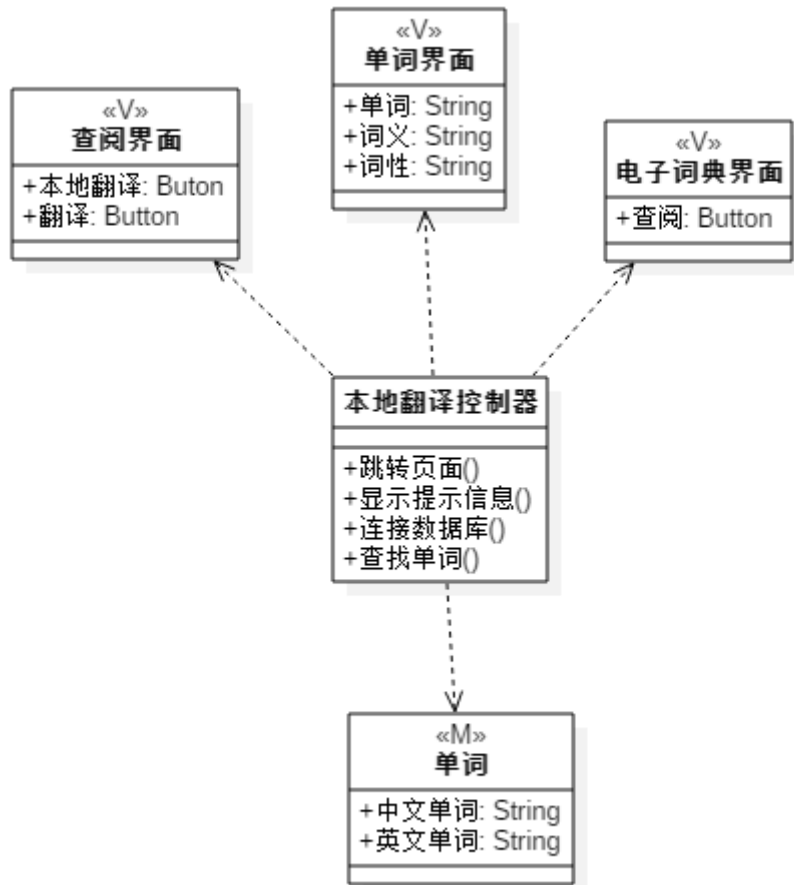 «V»
查阅界面
+本地翻译: Buton
+翻译: Button
«V»
单词界面
+单词: String
+词义: String
+词性: String
«V»
电子词典界面
+查阅: Button
本地翻译控制器
+跳转页面()
+显示提示信息()
+连接数据库()
+查找单词()
«M»
单词
+中文单词: String
+英文单词: String